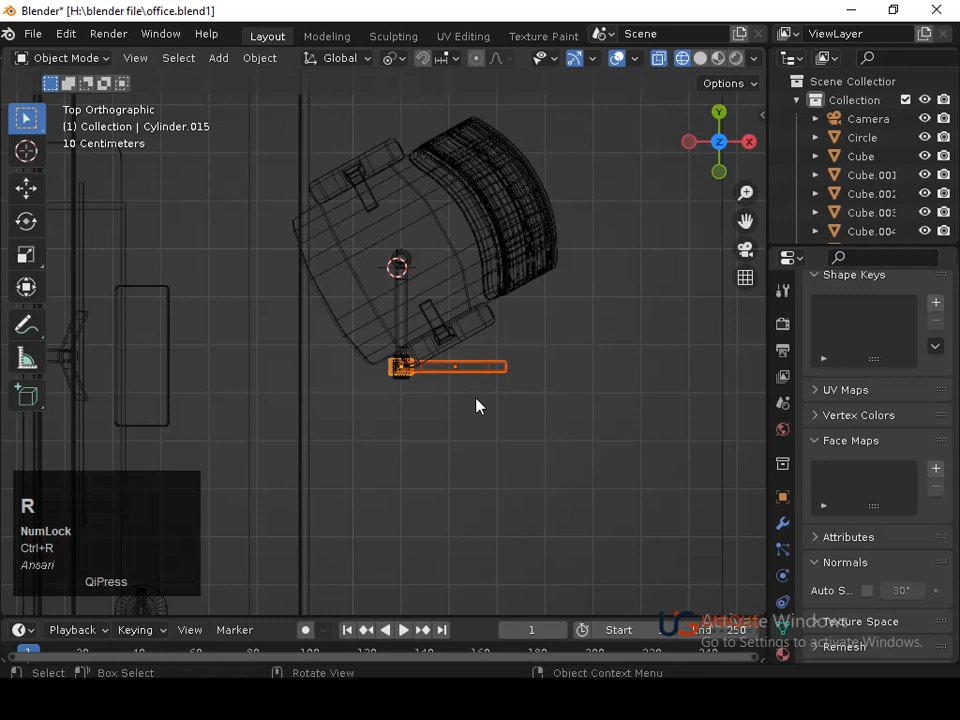 Blender* [H:\blender file\office.blend1]
File Edit Render Window Help Layout Modeling Sculpting UV Editing Texture Paint Scene ViewLayer
Object Mode View Select Add Object Global
Options
Top Orthographic
(1) Collection | Cylinder.015
10 Centimeters
Y
X
Z
Scene Collection
Collection
Camera
Circle
Cube
Cube.001
Cube.002
Cube.003
Cube.004
Shape Keys
UV Maps
Vertex Colors
Face Maps
Attributes
Normals
Auto S... 30°
Texture Space
Remesh
R
NumLock
Ctrl+R
Ansari
QiPress
Activate Windows
Go to Settings to activate Windows.
Playback Keying View Marker 1 Start End 250
Select Box Select Rotate View Object Context Menu